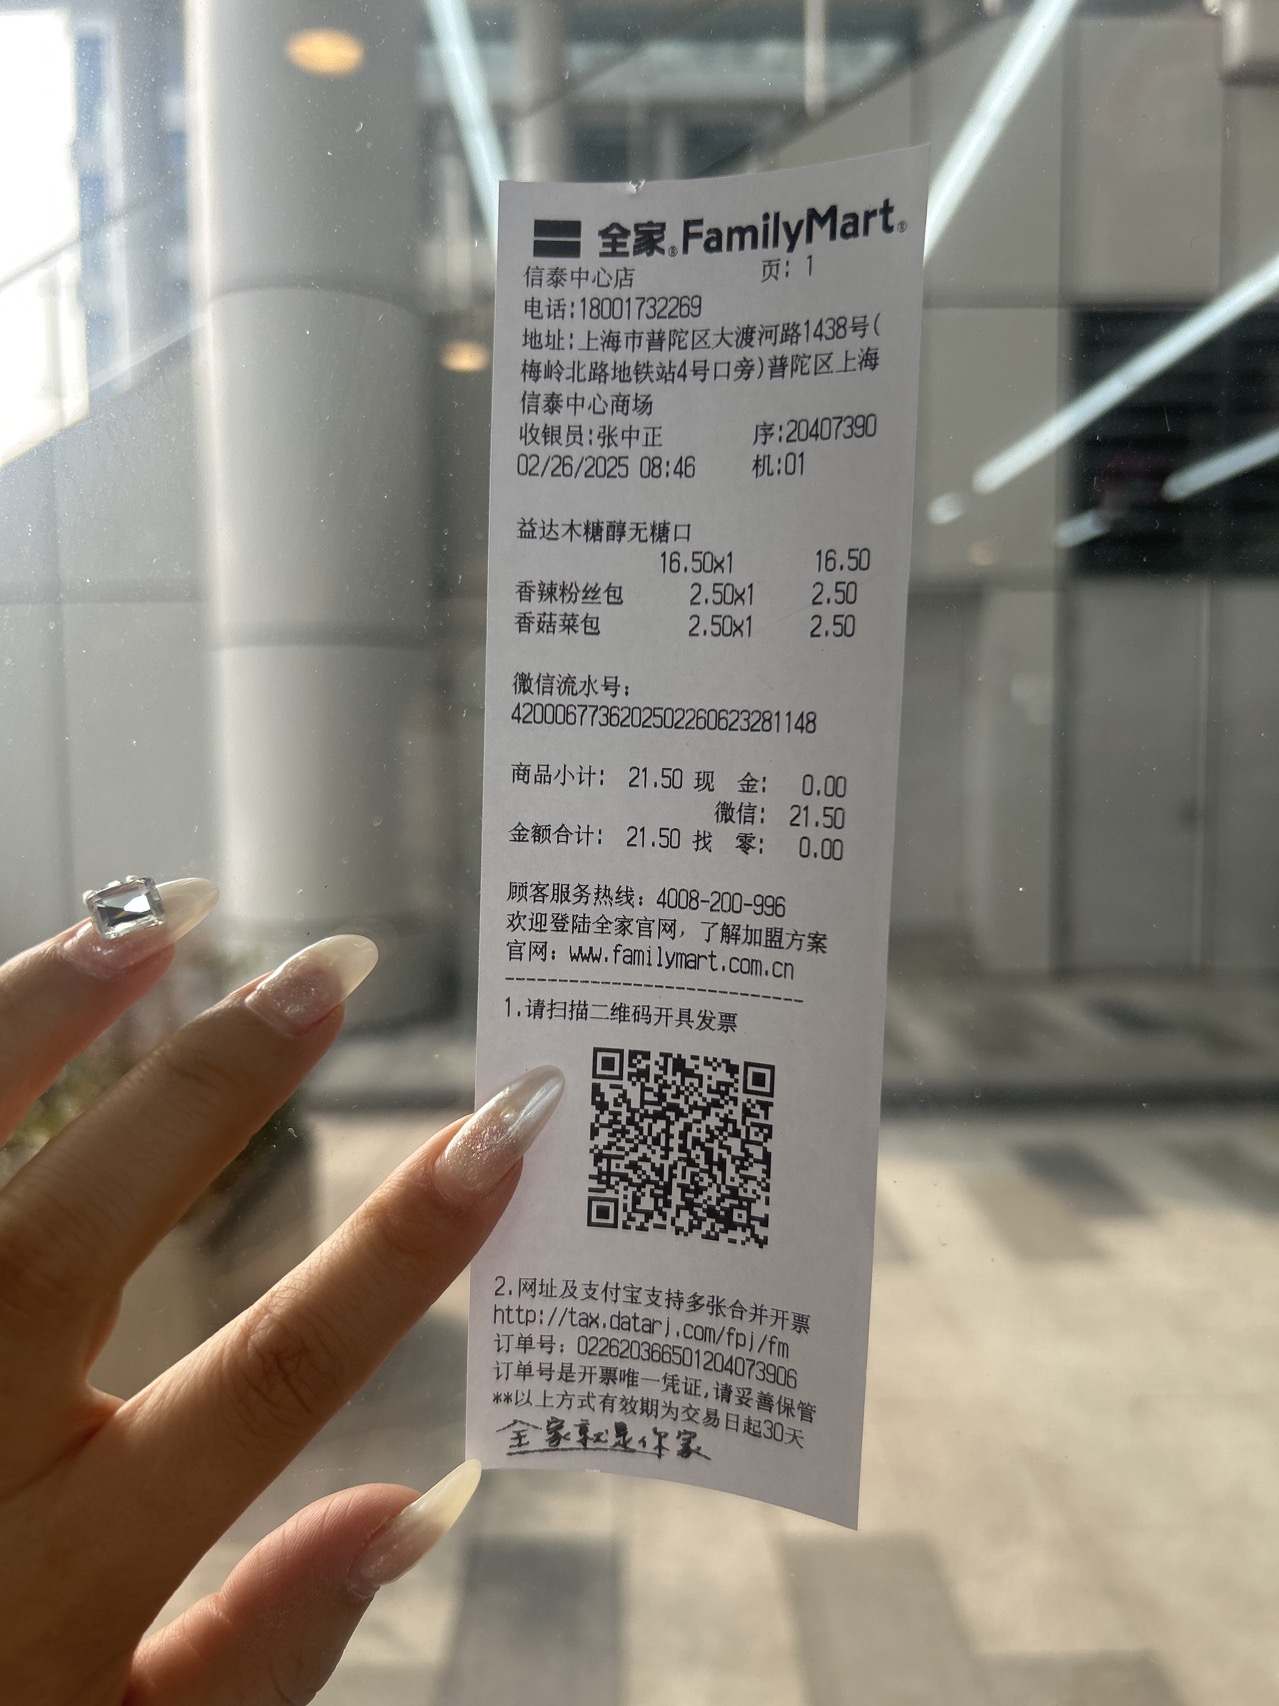 全家® FamilyMart®
信泰中心店 页: 1
电话:18001732269
地址:上海市普陀区大渡河路1438号(
梅岭北路地铁站4号口旁)普陀区上海
信泰中心商场
收银员:张中正 序:20407390
02/26/2025 08:46 机:01
益达木糖醇无糖口
16.50x1 16.50
香辣粉丝包 2.50x1 2.50
香菇菜包 2.50x1 2.50
微信流水号:
4200067736202502260623281148
商品小计: 21.50 现 金: 0.00
微信: 21.50
金额合计: 21.50 找 零: 0.00
顾客服务热线: 4008-200-996
欢迎登陆全家官网, 了解加盟方案
官网: www.familymart.com.cn
1.请扫描二维码开具发票
2.网址及支付宝支持多张合并开票
http://tax.datarj.com/fpj/fm
订单号: 022620366501204073906
订单号是开票唯一凭证,请妥善保管
**以上方式有效期为交易日起30天
全家就是你家